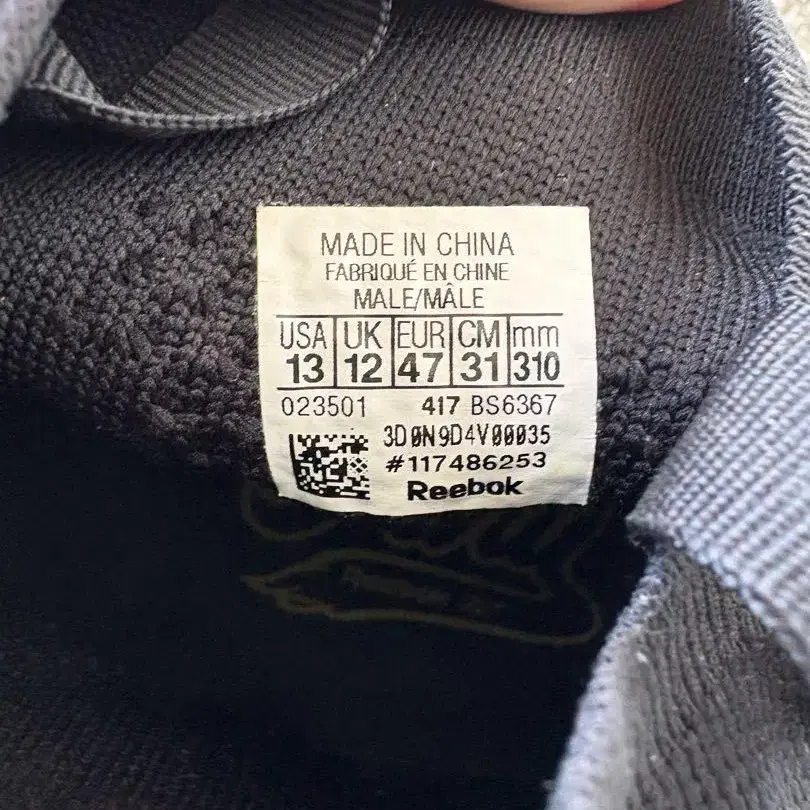 MADE IN CHINA
FABRIQUÉ EN CHINE
MALE/MÂLE
USA UK EUR CM mm
13 12 47 31 310
023501 417 BS6367
3D0N9D4V00035
#117486253
Reebok